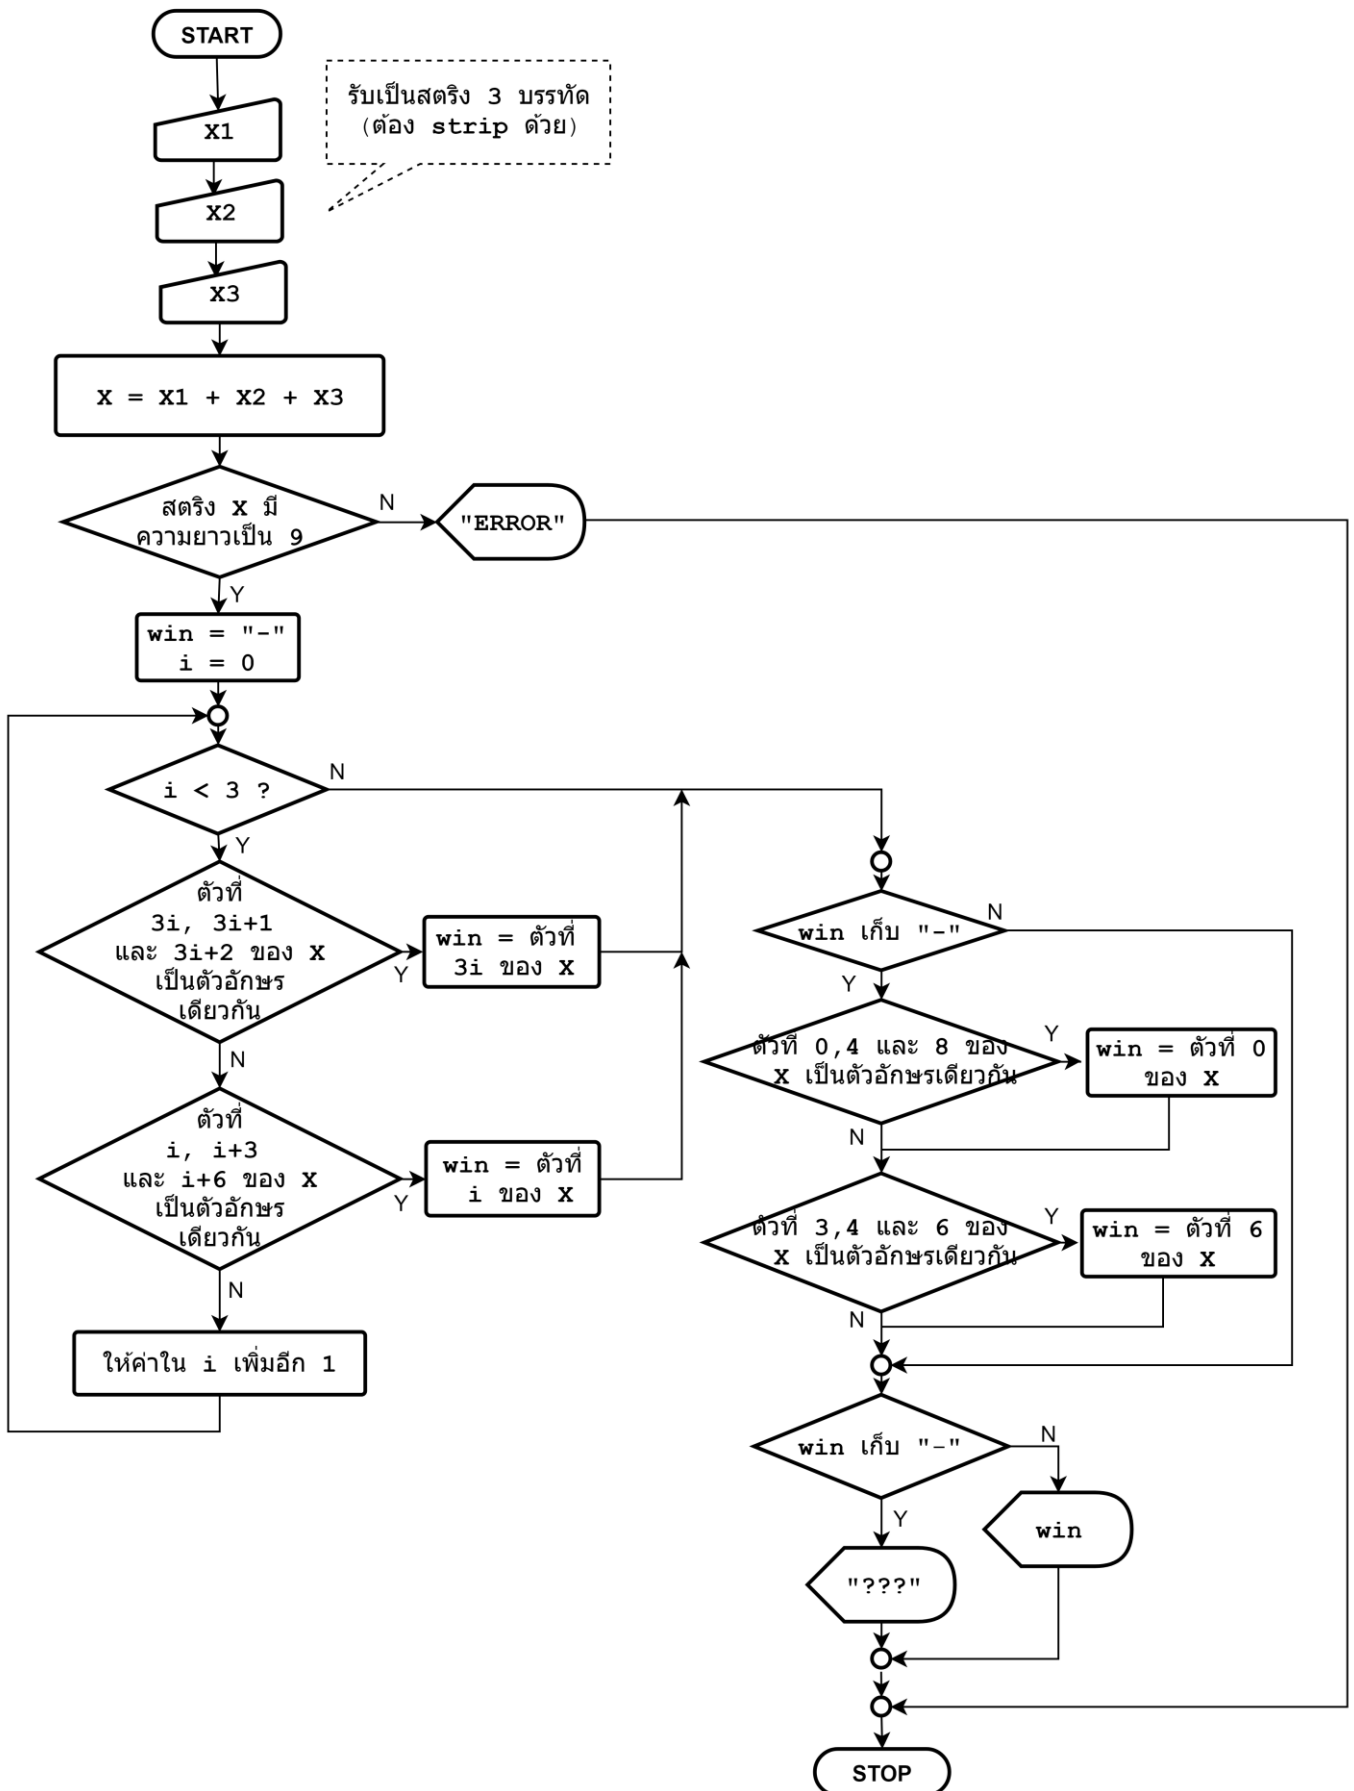 START
รับเป็นสตริง 3 บรรทัด
(ต้อง strip ด้วย)
X1
X2
X3
X = X1 + X2 + X3
สตริง X มี
ความยาวเป็น 9
N
"ERROR"
Y
win = "-"
i = 0
i < 3 ?
N
Y
ตัวที่
3i, 3i+1
และ 3i+2 ของ X
เป็นตัวอักษร
เดียวกัน
Y
win = ตัวที่
3i ของ X
N
ตัวที่
i, i+3
และ i+6 ของ X
เป็นตัวอักษร
เดียวกัน
Y
win = ตัวที่
i ของ X
N
ให้ค่าใน i เพิ่มอีก 1
win เก็บ "-"
N
Y
ตัวที่ 0,4 และ 8 ของ
X เป็นตัวอักษรเดียวกัน
Y
win = ตัวที่ 0
ของ X
N
ตัวที่ 3,4 และ 6 ของ
X เป็นตัวอักษรเดียวกัน
Y
win = ตัวที่ 6
ของ X
N
win เก็บ "-"
N
win
Y
"???"
STOP